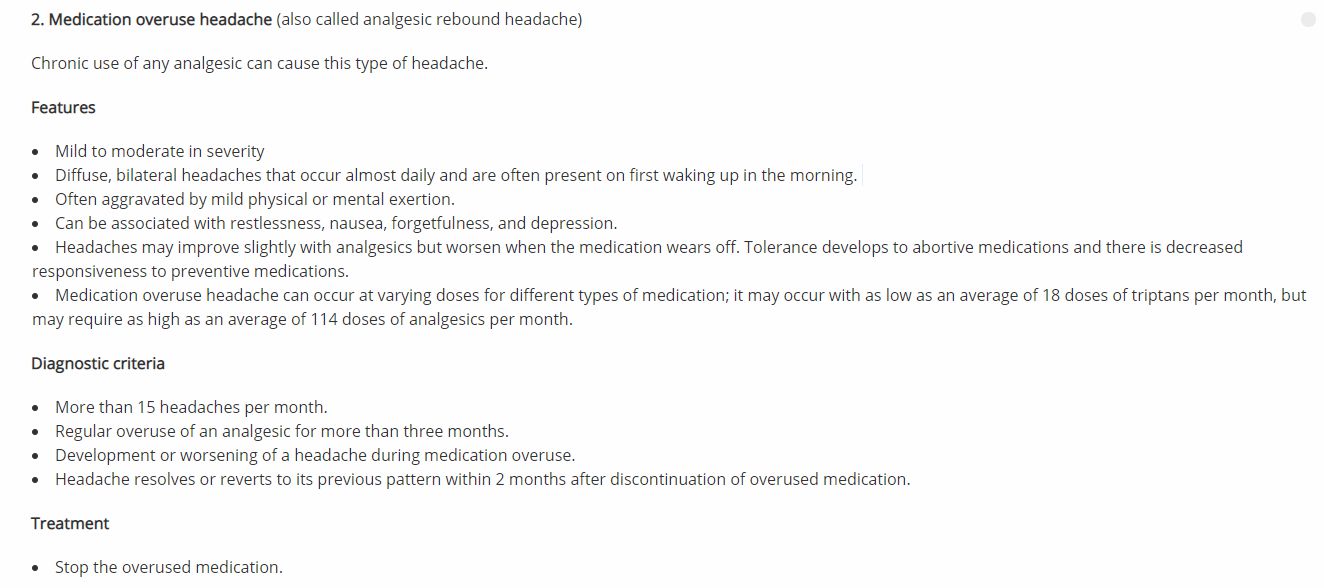 2. Medication overuse headache (also called analgesic rebound headache)
Chronic use of any analgesic can cause this type of headache.
Features
• Mild to moderate in severity
• Diffuse, bilateral headaches that occur almost daily and are often present on first waking up in the morning.
• Often aggravated by mild physical or mental exertion.
• Can be associated with restlessness, nausea, forgetfulness, and depression.
• Headaches may improve slightly with analgesics but worsen when the medication wears off. Tolerance develops to abortive medications and there is decreased
responsiveness to preventive medications.
• Medication overuse headache can occur at varying doses for different types of medication; it may occur with as low as an average of 18 doses of triptans per month, but
may require as high as an average of 114 doses of analgesics per month.
Diagnostic criteria
• More than 15 headaches per month.
• Regular overuse of an analgesic for more than three months.
• Development or worsening of a headache during medication overuse.
• Headache resolves or reverts to its previous pattern within 2 months after discontinuation of overused medication.
Treatment
• Stop the overused medication.